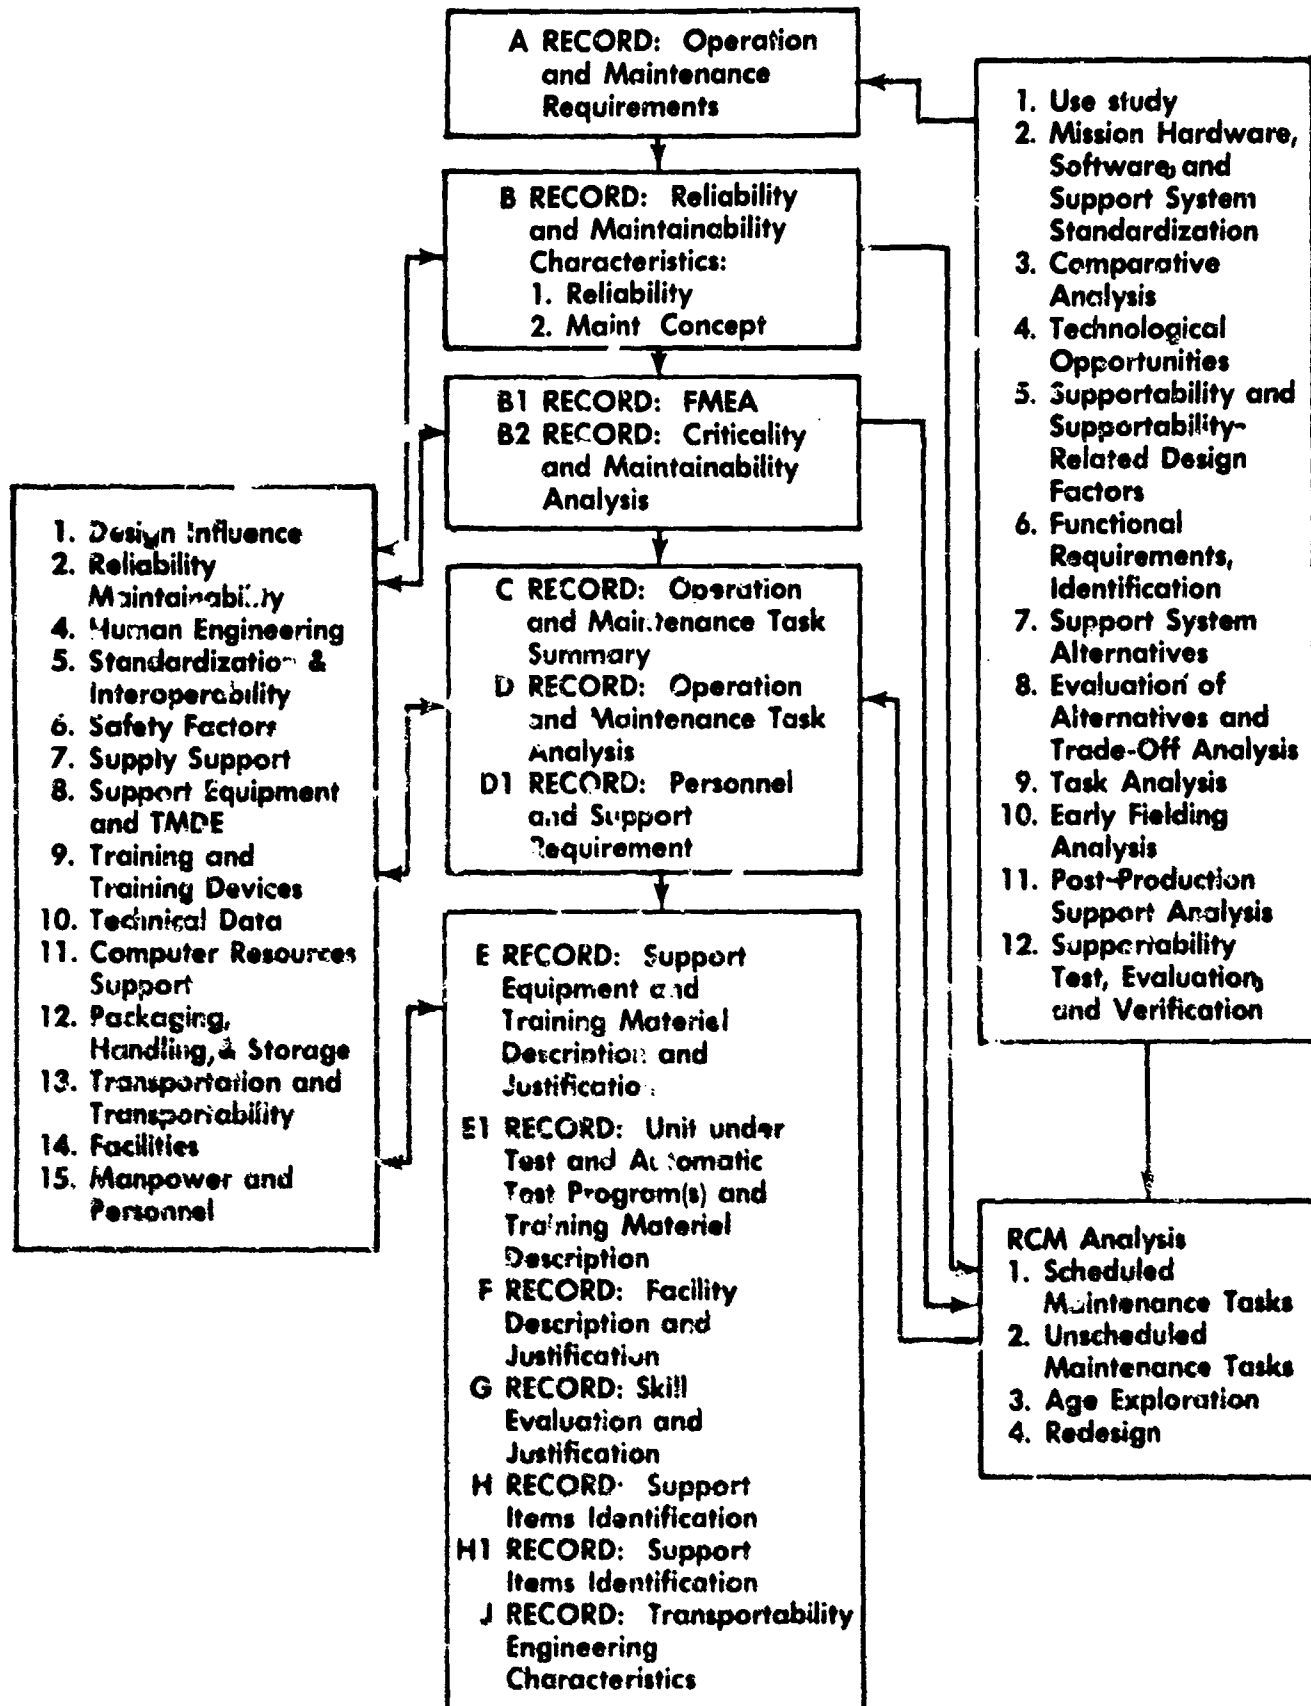 A RECORD: Operation
and Maintenance
Requirements
B RECORD: Reliability
and Maintainability
Characteristics:
1. Reliability
2. Maint Concept
B1 RECORD: FMEA
B2 RECORD: Criticality
and Maintainability
Analysis
1. Design Influence
2. Reliability
Maintainability
4. Human Engineering
5. Standardization &
Interoperability
6. Safety Factors
7. Supply Support
8. Support Equipment
and TMDE
9. Training and
Training Devices
10. Technical Data
11. Computer Resources
Support
12. Packaging,
Handling, & Storage
13. Transportation and
Transportability
14. Facilities
15. Manpower and
Personnel
C RECORD: Operation
and Maintenance Task
Summary
D RECORD: Operation
and Maintenance Task
Analysis
D1 RECORD: Personnel
and Support
Requirement
E RECORD: Support
Equipment and
Training Materiel
Description and
Justification
E1 RECORD: Unit under
Test and Automatic
Test Program(s) and
Training Materiel
Description
F RECORD: Facility
Description and
Justification
G RECORD: Skill
Evaluation and
Justification
H RECORD: Support
Items Identification
H1 RECORD: Support
Items Identification
J RECORD: Transportability
Engineering
Characteristics
1. Use study
2. Mission Hardware,
Software, and
Support System
Standardization
3. Comparative
Analysis
4. Technological
Opportunities
5. Supportability and
Supportability-
Related Design
Factors
6. Functional
Requirements,
Identification
7. Support System
Alternatives
8. Evaluation of
Alternatives and
Trade-Off Analysis
9. Task Analysis
10. Early Fielding
Analysis
11. Post-Production
Support Analysis
12. Supportability
Test, Evaluation,
and Verification
RCM Analysis
1. Scheduled
Maintenance Tasks
2. Unscheduled
Maintenance Tasks
3. Age Exploration
4. Redesign